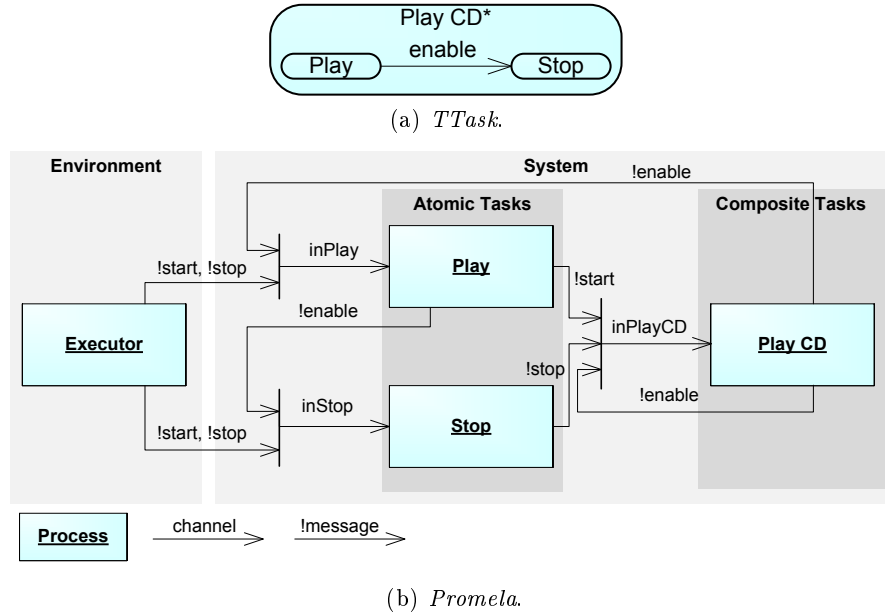 Play CD*
enable
Play
Stop
(a) TTask.
Environment
System
!enable
Atomic Tasks
Composite Tasks
inPlay
Play
!start, !stop
!start
!enable
inPlayCD
Executor
Play CD
!stop
inStop
!enable
Stop
!start, !stop
Process
channel
!message
(b) Promela.